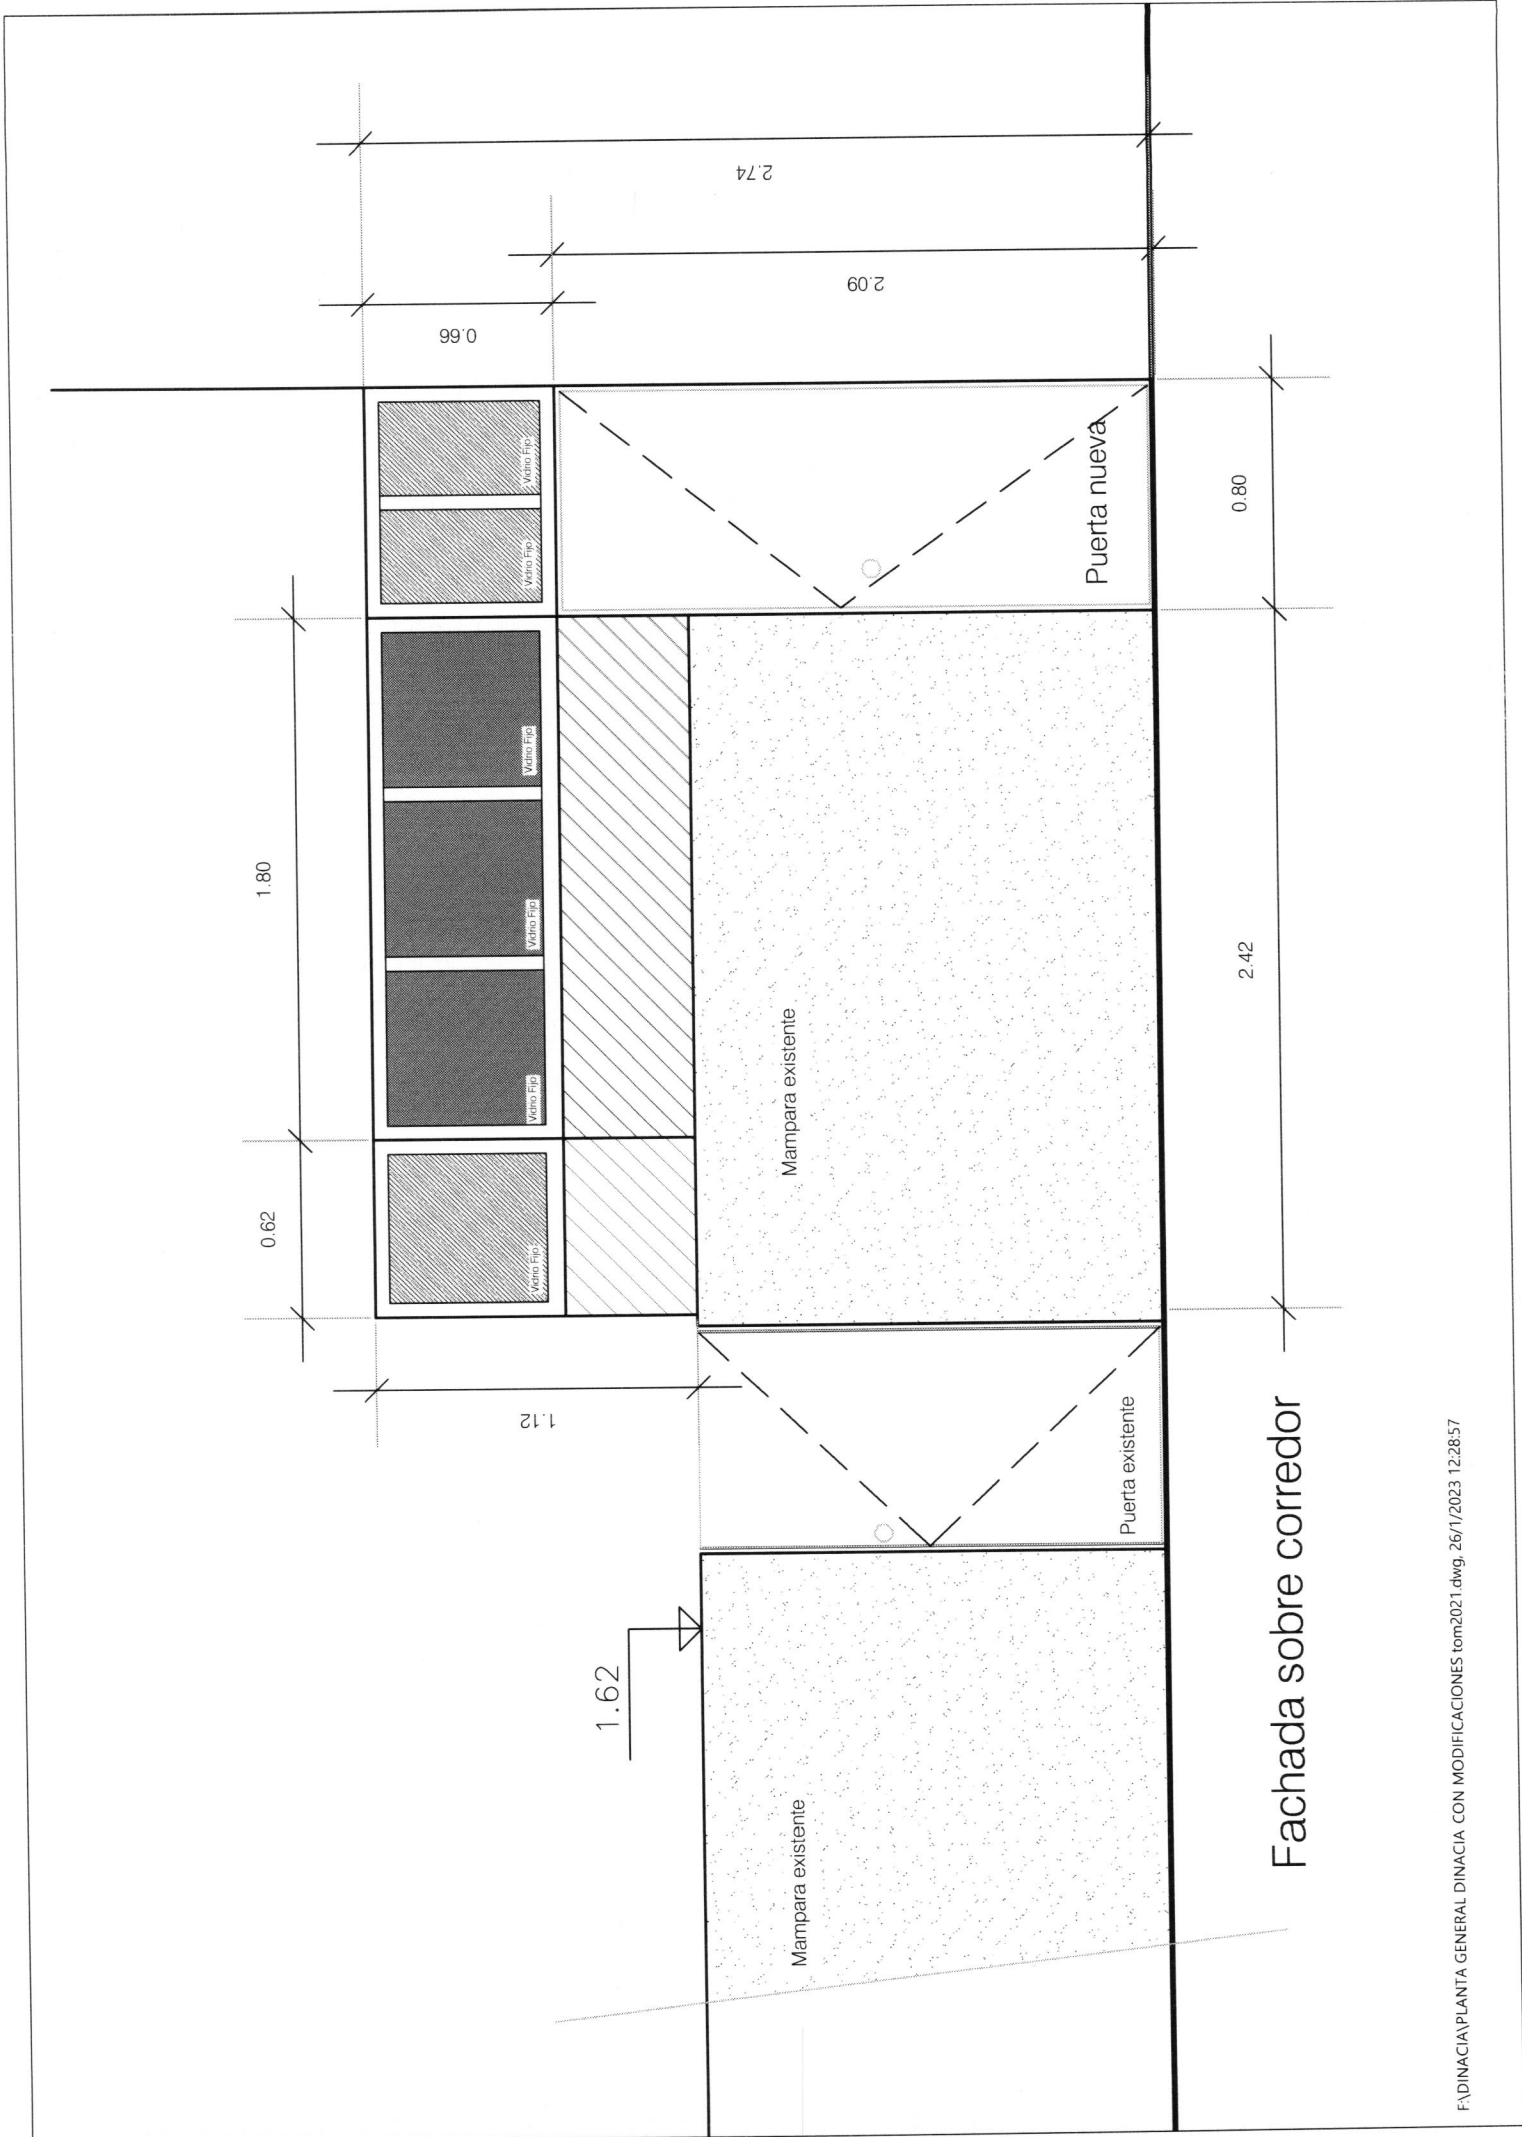 0.62
1.80
1.12
0.66
2.09
2.74
Vidrio Fijo
Vidrio Fijo
Vidrio Fijo
Vidrio Fijo
Vidrio Fijo
Vidrio Fijo
1.62
Mampara existente
Mampara existente
Puerta existente
Puerta nueva
2.42
0.80
Fachada sobre corredor
F:\DINACIA\PLANTA GENERAL DINACIA CON MODIFICACIONES tom2021.dwg, 26/1/2023 12:28:57